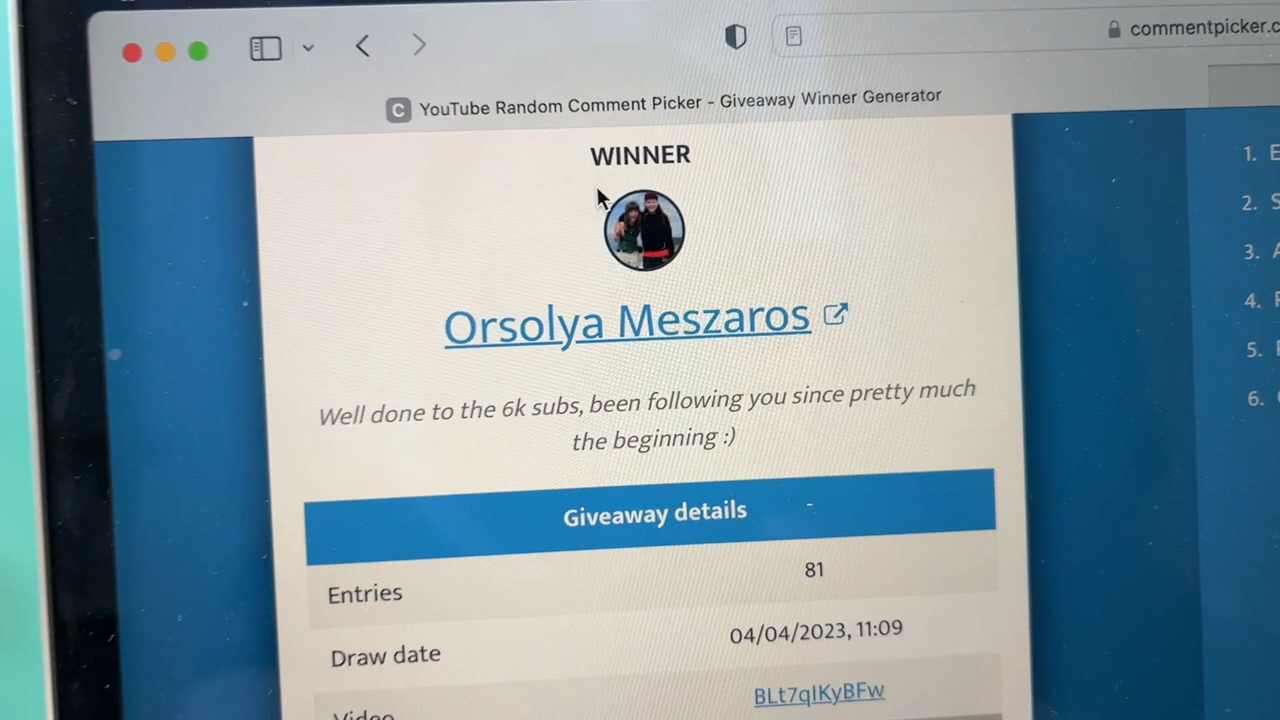 commentpicker.c
C YouTube Random Comment Picker - Giveaway Winner Generator
WINNER
Orsolya Meszaros
Well done to the 6k subs, been following you since pretty much
the beginning :)
Giveaway details
Entries 81
Draw date 04/04/2023, 11:09
Video BLt7qIKyBFw
1. E
2. S
3. A
4.
5.
6.